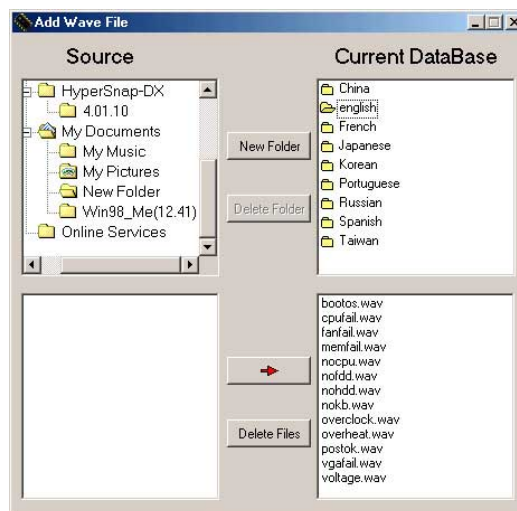 Add Wave File
Source
Current DataBase
HyperSnap-DX
4.01.10
My Documents
My Music
My Pictures
New Folder
Win98_Me(12.41)
Online Services
New Folder
Delete Folder
China
english
French
Japanese
Korean
Portuguese
Russian
Spanish
Taiwan
Delete Files
bootos.wav
cpufail.wav
fanfail.wav
memfail.wav
nocpu.wav
nofdd.wav
nohdd.wav
nokb.wav
overclock.wav
overheat.wav
postok.wav
vgafail.wav
voltage.wav